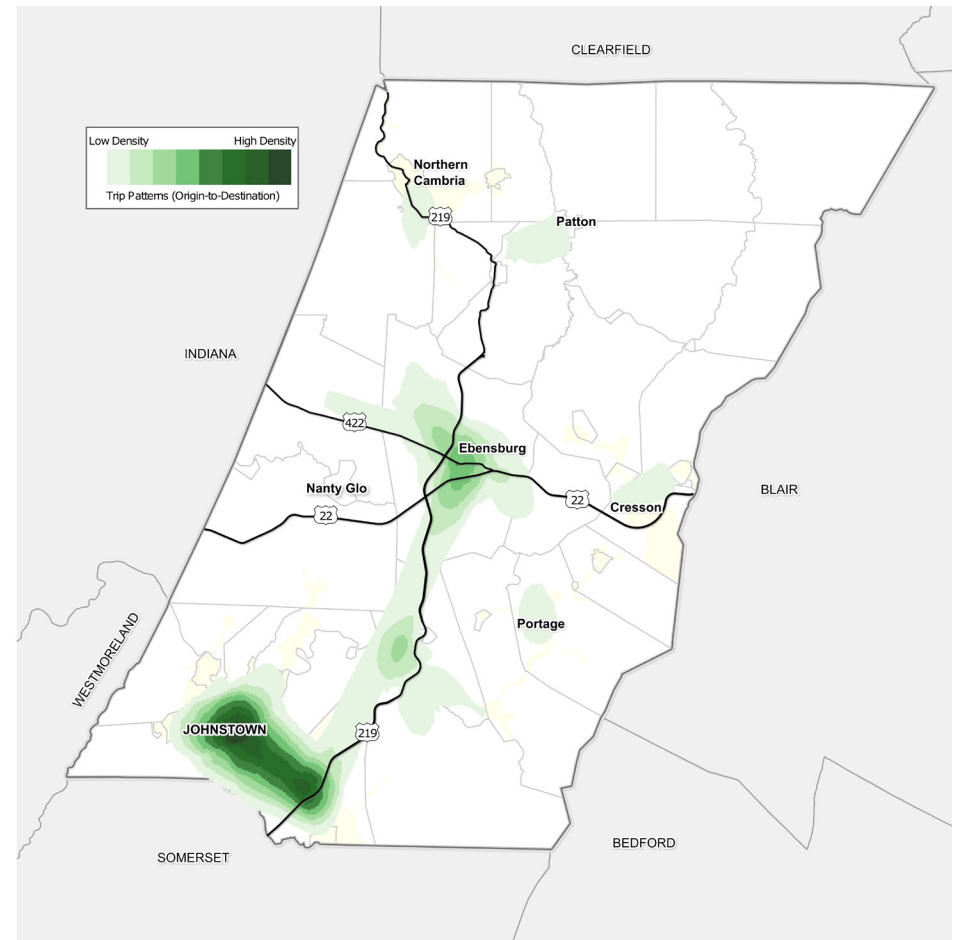 CLEARFIELD
Low Density High Density
Trip Patterns (Origin-to-Destination)
Northern
Cambria
219
Patton
INDIANA
422
Ebensburg
Nanty Glo
22
22
Cresson
BLAIR
WESTMORELAND
Portage
JOHNSTOWN
219
SOMERSET
BEDFORD